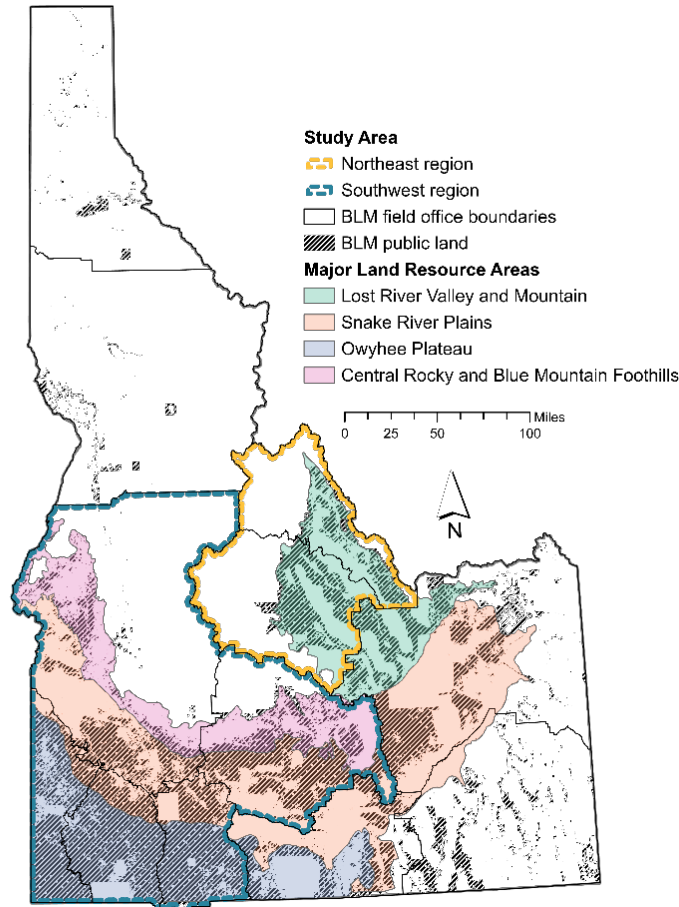 Study Area
Northeast region
Southwest region
BLM field office boundaries
BLM public land
Major Land Resource Areas
Lost River Valley and Mountain
Snake River Plains
Owyhee Plateau
Central Rocky and Blue Mountain Foothills
Miles
0 25 50 100
N